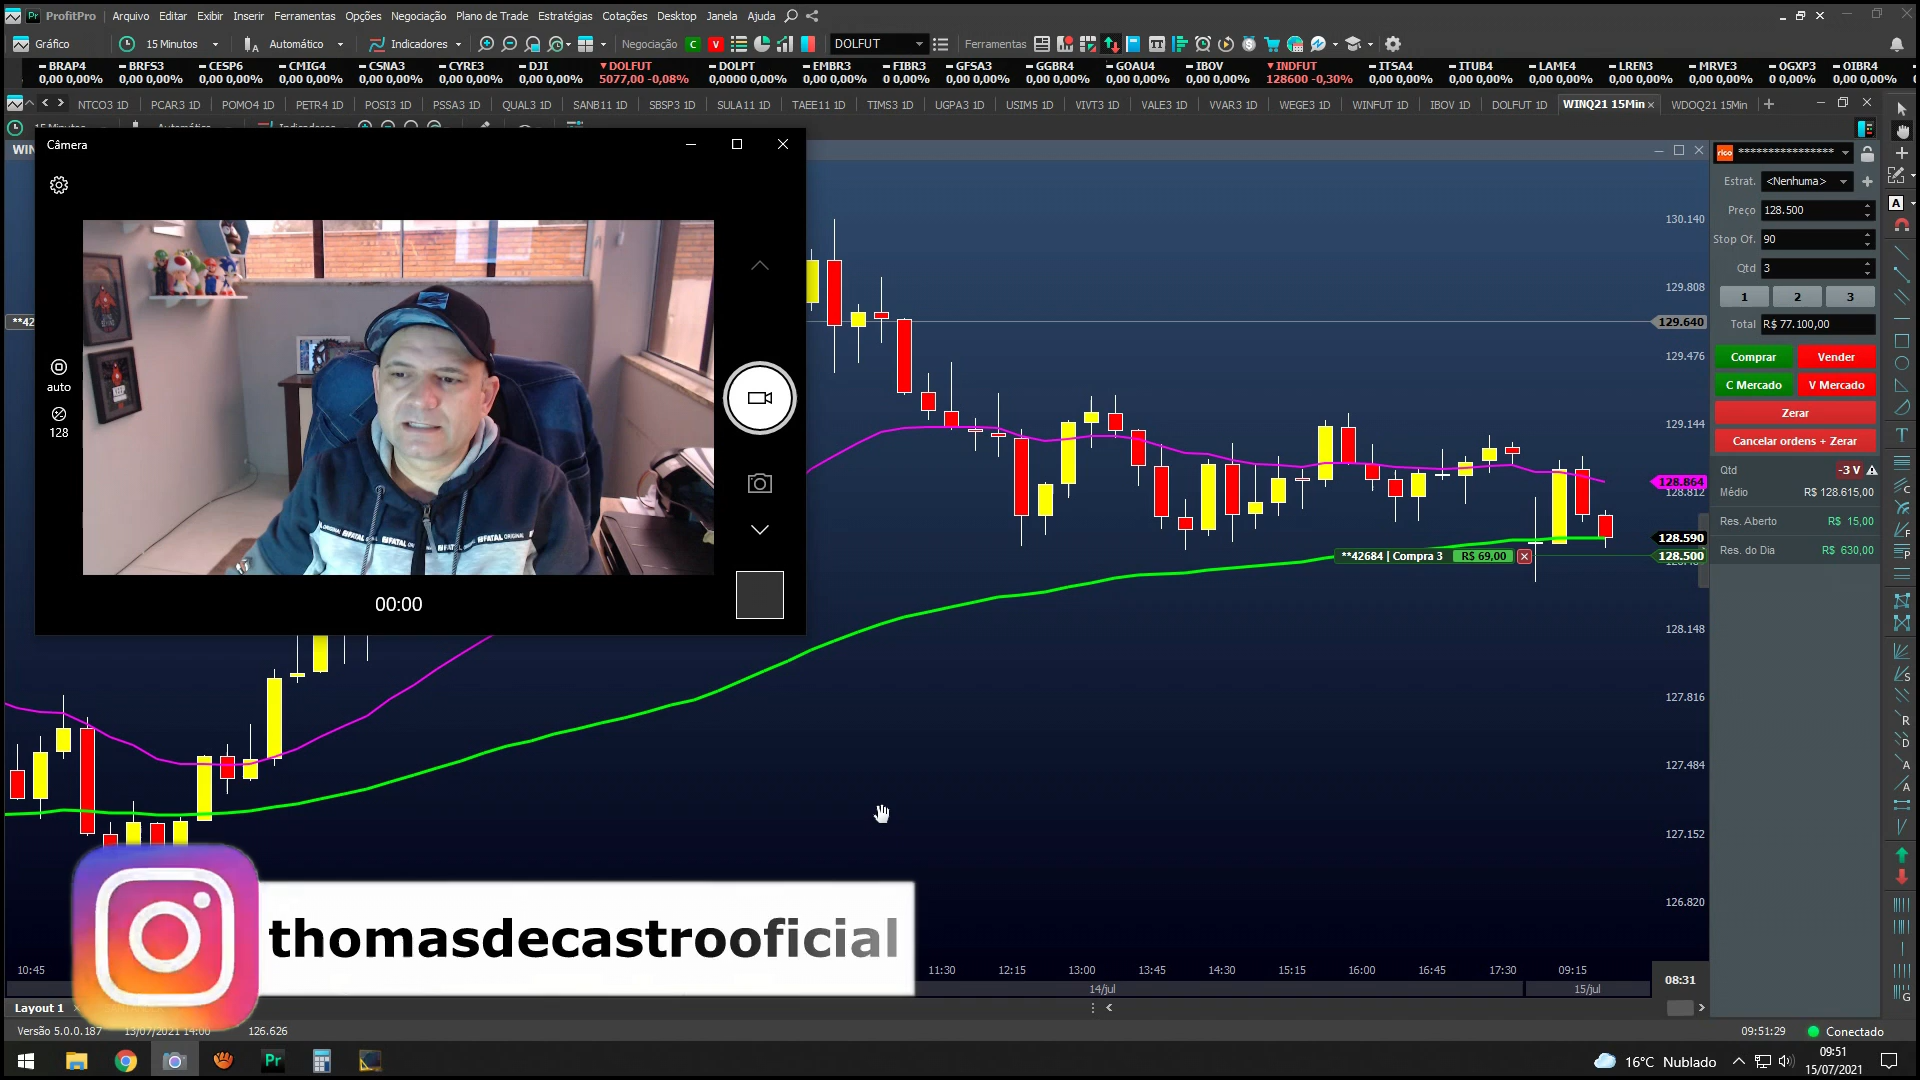 ProfitPro
Arquivo Editar Exibir Inserir Ferramentas Opções Negociação Plano de Trade Estratégias Cotações Desktop Janela Ajuda
Gráfico 15 Minutos Automático Indicadores Negociação C V DOLFUT Ferramentas
BRAP4 BRFS3 CESP6 CMIG4 CSNA3 CYRE3 DJI DOLFUT DOLPT EMBR3 FIBR3 GFSA3 GGBR4 GOAU4 IBOV INDFUT ITSA4 ITUB4 LAME4 LREN3 MRVE3 OGXP3 OIBR4
0,00 0,00% 0,00 0,00% 0,00 0,00% 0,00 0,00% 0,00 0,00% 0,00 0,00% 0,00 0,00% 5077,00 -0,08% 0,0000 0,00% 0,00 0,00% 0 0,00% 0,00 0,00% 0,00 0,00% 0,00 0,00% 0,00 0,00% 128600 -0,30% 0,00 0,00% 0,00 0,00% 0,00 0,00% 0,00 0,00% 0,00 0,00% 0,00 0,00% 0,00 0,00%
NTCO3 1D PCAR3 1D POMO4 1D PETR4 1D POSI3 1D PSSA3 1D QUAL3 1D SANB11 1D SBSP3 1D SULA11 1D TAEE11 1D TIMS3 1D UGPA3 1D USIM5 1D VIVT3 1D VALE3 1D VVAR3 1D WEGE3 1D WINFUT 1D IBOV 1D DOLFUT 1D WINQ21 15Min WDOQ21 15Min
Câmera
auto
128
00:00
**42
130.140
129.808
129.640
129.476
129.144
128.864
128.812
128.590
128.500
128.148
127.816
127.484
127.152
126.820
**42684 | Compra 3 R$ 69,00
rico ****************
Estrat. <Nenhuma>
Preço 128.500
Stop Of. 90
Qtd 3
1 2 3
Total R$ 77.100,00
Comprar Vender
C Mercado V Mercado
Zerar
Cancelar ordens + Zerar
Qtd -3 V
Médio R$ 128.615,00
Res. Aberto R$ 15,00
Res. do Dia R$ 630,00
FATAL ORIGINAL FATAL
thomasdecastrooficial
10:45 11:30 12:15 13:00 13:45 14:30 15:15 16:00 16:45 17:30 09:15 08:31
14/jul 15/jul
Layout 1
Versão 5.0.0.187 13/07/2021 14:00 126.626 09:51:29 Conectado
16°C Nublado
09:51
15/07/2021